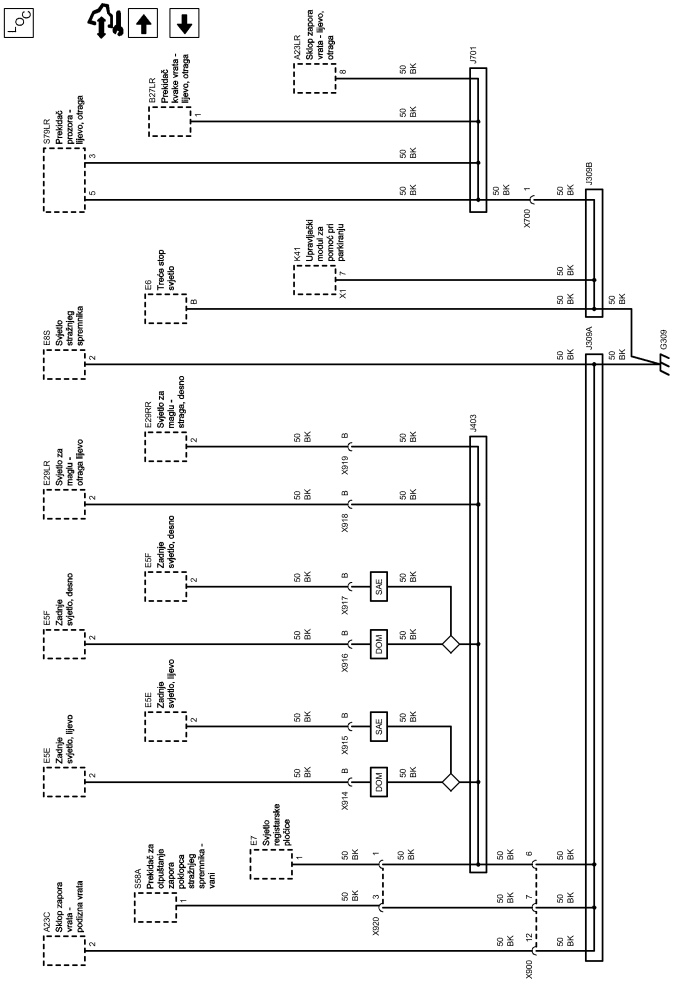 LOC
A23C
Sklop zapora
vrata -
podizna vrata
2
50
BK
12
X900
50
BK
S58A
Prekidač za
otpuštanje
zapora
poklopca
stražnjeg
spremnika -
vani
1
50
BK
3
X920
50
BK
7
50
BK
E7
Svjetlo
registarske
pločice
1
50
BK
1
50
BK
50
BK
6
50
BK
E5E
Zadnje
svjetlo, lijevo
2
50
BK
X914
B
DOM
50
BK
E5E
Zadnje
svjetlo, lijevo
2
50
BK
X915
B
SAE
50
BK
E5F
Zadnje
svjetlo, desno
2
50
BK
X916
B
DOM
50
BK
E5F
Zadnje
svjetlo, desno
2
50
BK
X917
B
SAE
50
BK
E29LR
Svjetlo za
maglu -
otraga lijevo
2
50
BK
X918
B
50
BK
E29RR
Svjetlo za
maglu -
straga, desno
2
50
BK
X919
B
50
BK
J403
E8S
Svjetlo
stražnjeg
spremnika
2
50
BK
J309A
50
BK
E6
Treće stop
svjetlo
B
50
BK
50
BK
G309
K41
Upravljački
modul za
pomoć pri
parkiranju
7
X1
50
BK
S79LR
Prekidač
prozora -
lijevo, otraga
5
3
50
BK
50
BK
B27LR
Prekidač
kvake vrata -
lijevo, otraga
1
50
BK
A23LR
Sklop zapora
vrata - lijevo,
otraga
8
50
BK
J701
50
BK
X700
1
50
BK
J309B